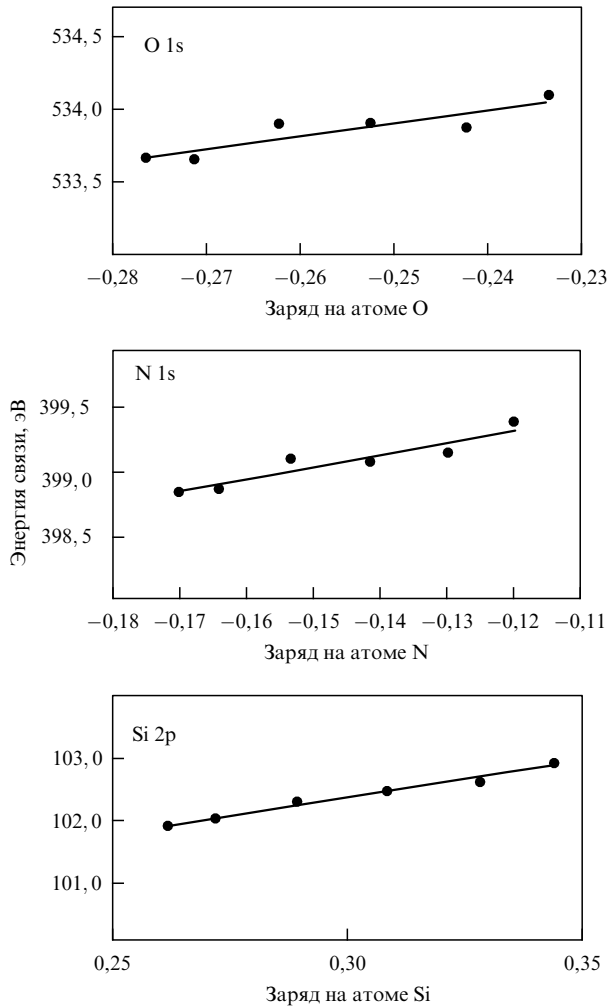 O 1s
534,5
534,0
533,5
−0,28 −0,27 −0,26 −0,25 −0,24 −0,23
Заряд на атоме O
Энергия связи, эВ
N 1s
399,5
399,0
398,5
−0,18 −0,17 −0,16 −0,15 −0,14 −0,13 −0,12 −0,11
Заряд на атоме N
Si 2p
103,0
102,0
101,0
0,25 0,30 0,35
Заряд на атоме Si